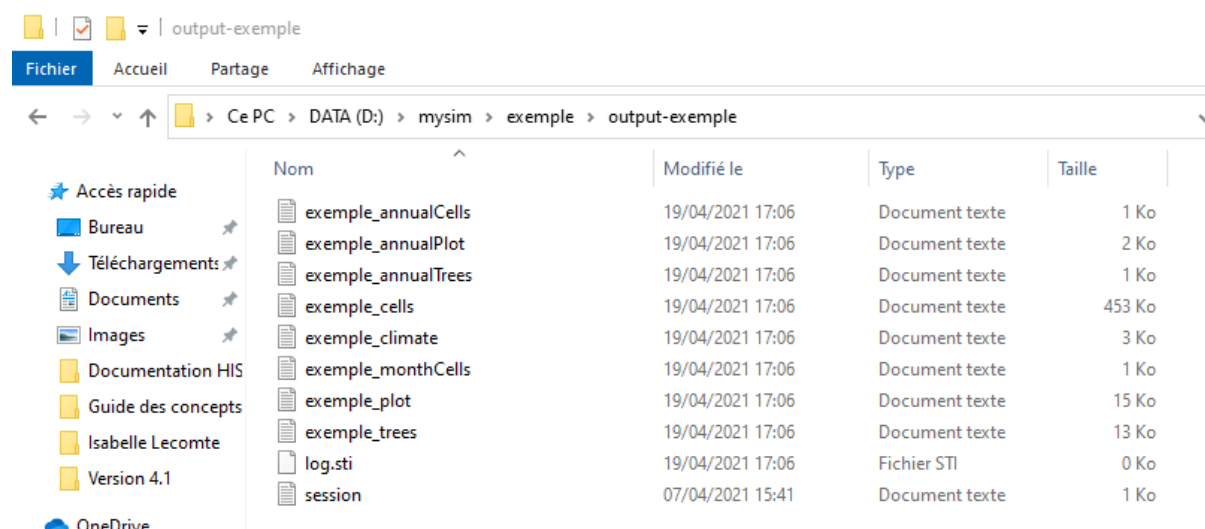 output-exemple
Fichier Accueil Partage Affichage
Ce PC > DATA (D:) > mysim > exemple > output-exemple
Nom Modifié le Type Taille
Accès rapide
Bureau
Téléchargements
Documents
Images
Documentation HIS
Guide des concepts
Isabelle Lecomte
Version 4.1
OneDrive
exemple_annualCells 19/04/2021 17:06 Document texte 1 Ko
exemple_annualPlot 19/04/2021 17:06 Document texte 2 Ko
exemple_annualTrees 19/04/2021 17:06 Document texte 1 Ko
exemple_cells 19/04/2021 17:06 Document texte 453 Ko
exemple_climate 19/04/2021 17:06 Document texte 3 Ko
exemple_monthCells 19/04/2021 17:06 Document texte 1 Ko
exemple_plot 19/04/2021 17:06 Document texte 15 Ko
exemple_trees 19/04/2021 17:06 Document texte 13 Ko
log.sti 19/04/2021 17:06 Fichier STI 0 Ko
session 07/04/2021 15:41 Document texte 1 Ko